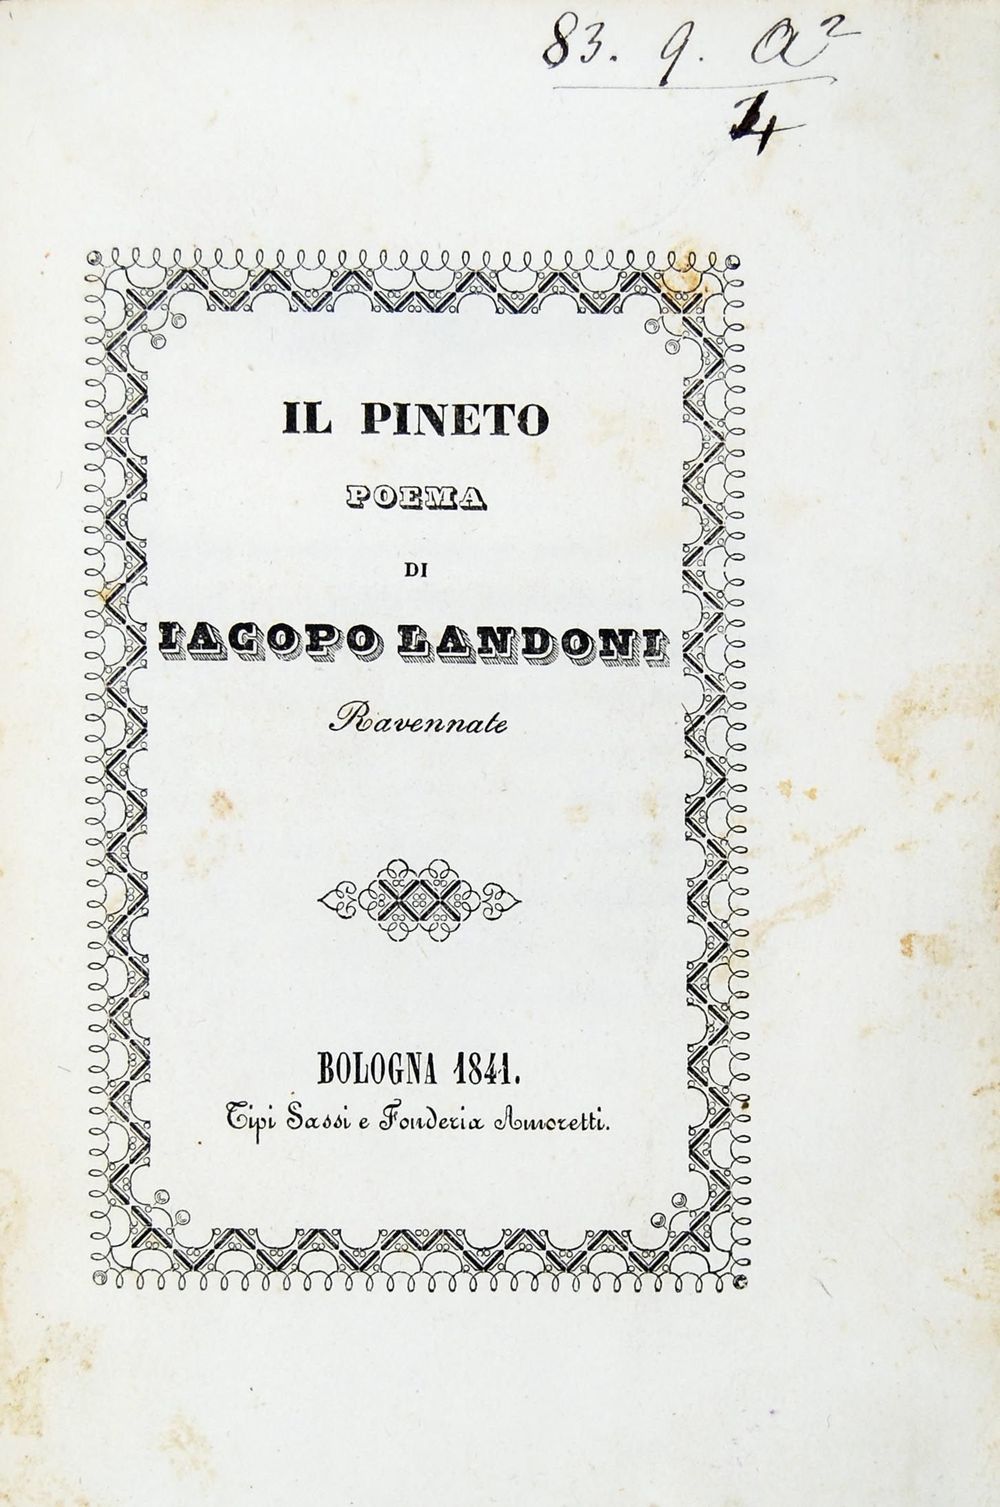 83. 9. a²
4
IL PINETO
POEMA
DI
IACOPO LANDONI
Ravennate
BOLOGNA 1841.
Tipi Sassi e Fonderia Amoretti.